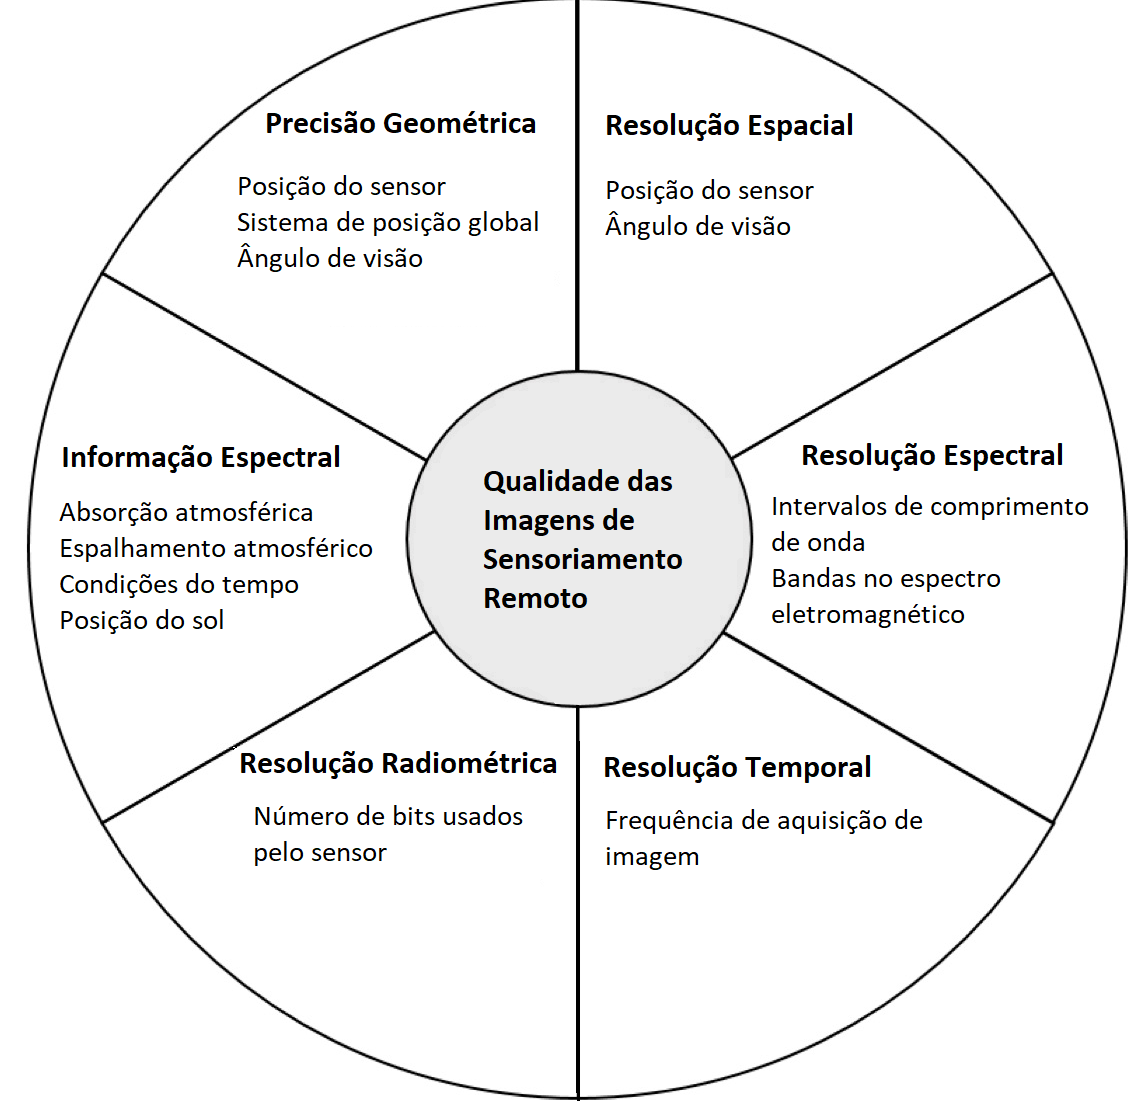 Precisão Geométrica
Posição do sensor
Sistema de posição global
Ângulo de visão
Resolução Espacial
Posição do sensor
Ângulo de visão
Informação Espectral
Absorção atmosférica
Espalhamento atmosférico
Condições do tempo
Posição do sol
Qualidade das
Imagens de
Sensoriamento
Remoto
Resolução Espectral
Intervalos de comprimento
de onda
Bandas no espectro
eletromagnético
Resolução Radiométrica
Número de bits usados
pelo sensor
Resolução Temporal
Frequência de aquisição de
imagem